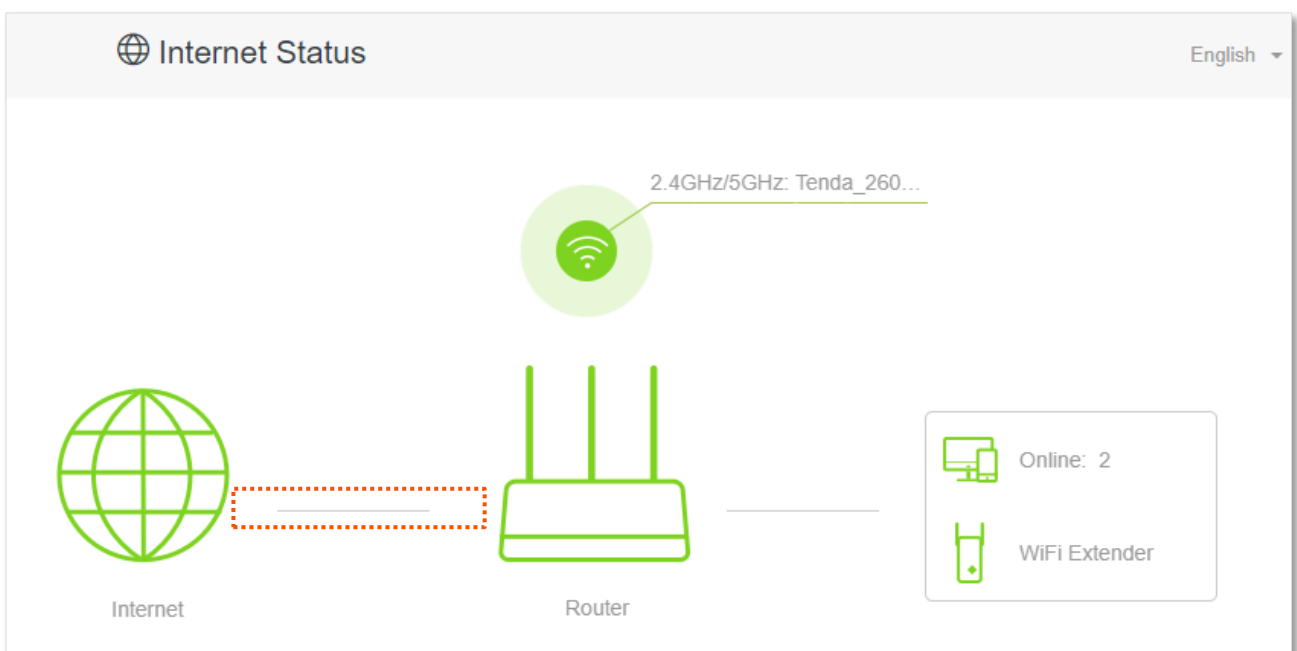 Internet Status
English
2.4GHz/5GHz: Tenda_260...
Online: 2
WiFi Extender
Internet
Router